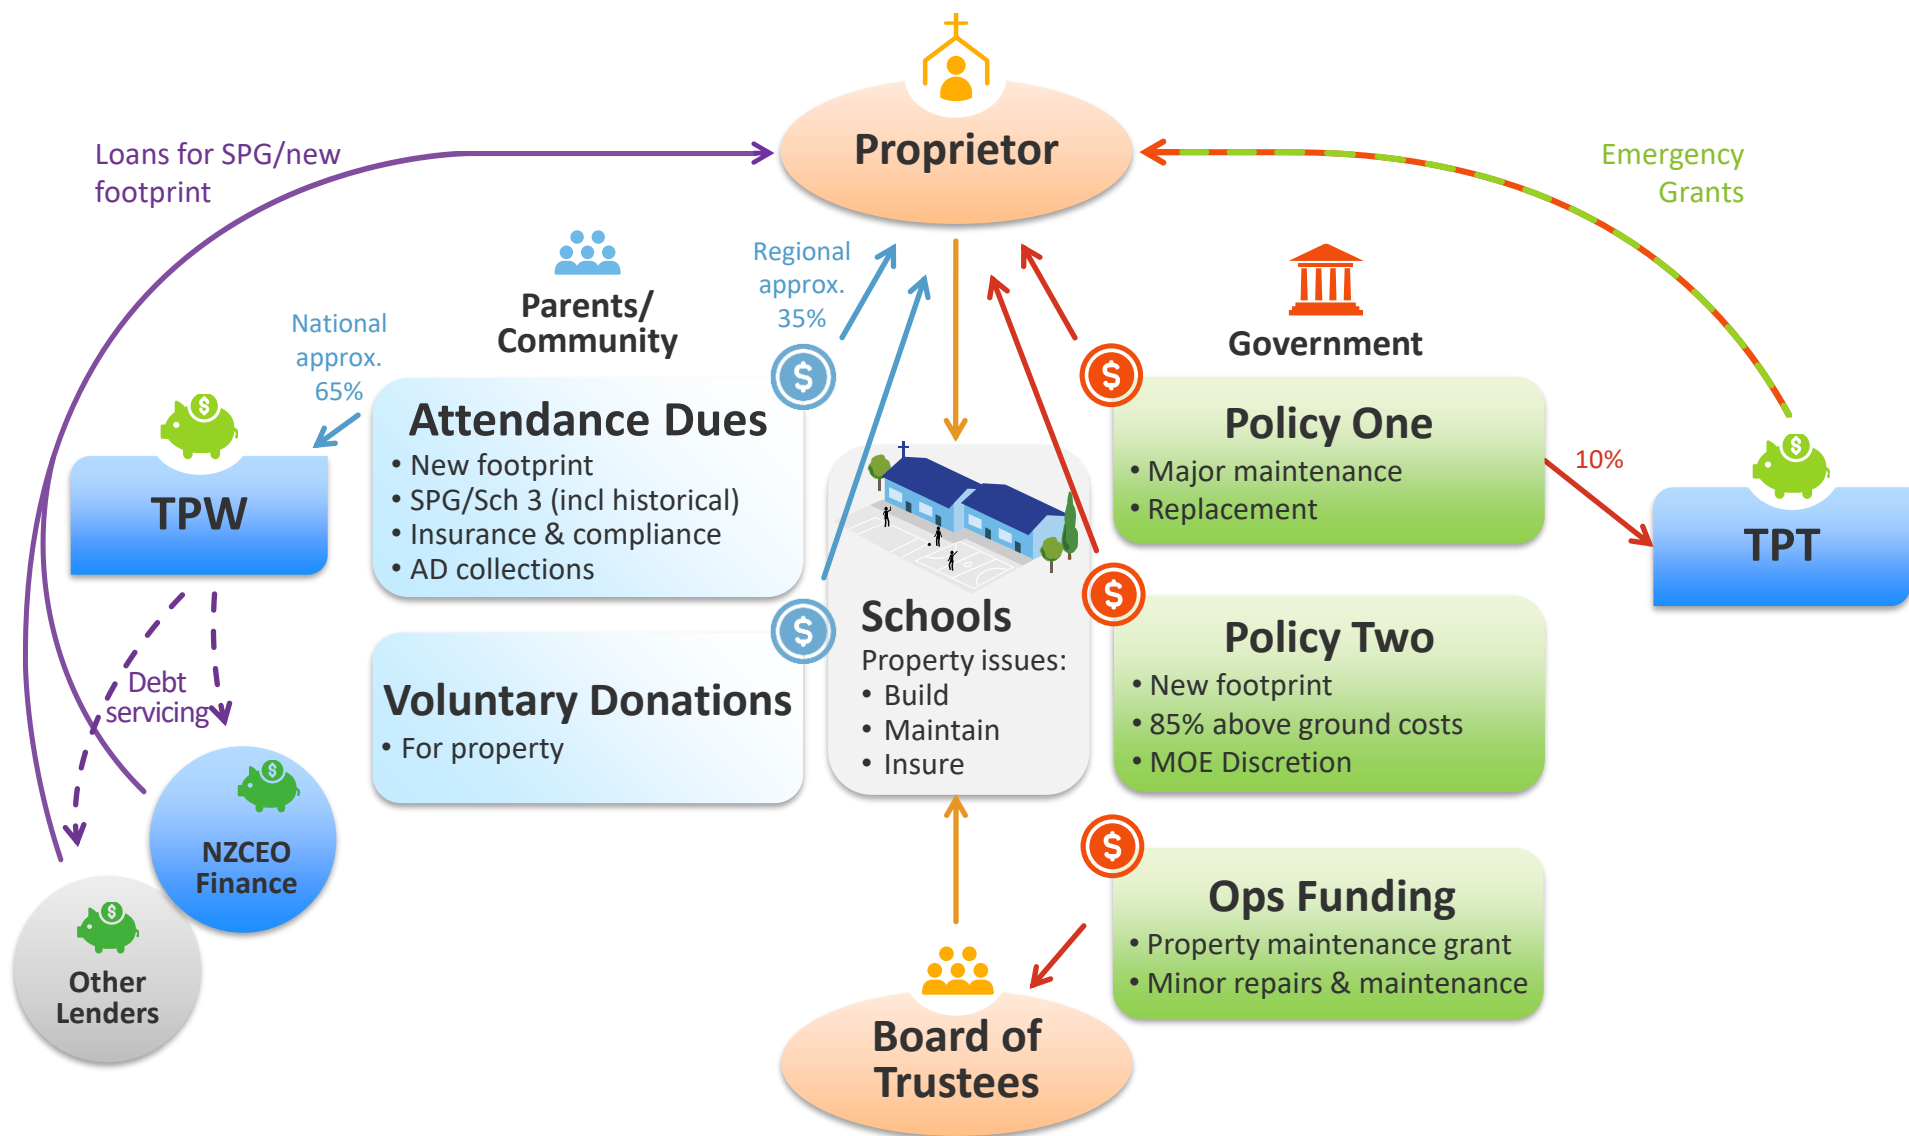 Proprietor
Loans for SPG/new
footprint
Emergency
Grants
Parents/
Community
Regional
approx.
35%
National
approx.
65%
Government
$
$
Attendance Dues
• New footprint
• SPG/Sch 3 (incl historical)
• Insurance & compliance
• AD collections
Policy One
• Major maintenance
• Replacement
10%
$
TPW
$
TPT
$
$
Voluntary Donations
• For property
Schools
Property issues:
• Build
• Maintain
• Insure
Policy Two
• New footprint
• 85% above ground costs
• MOE Discretion
Debt
servicing
$
NZCEO
Finance
$
Other
Lenders
$
Ops Funding
• Property maintenance grant
• Minor repairs & maintenance
Board of
Trustees